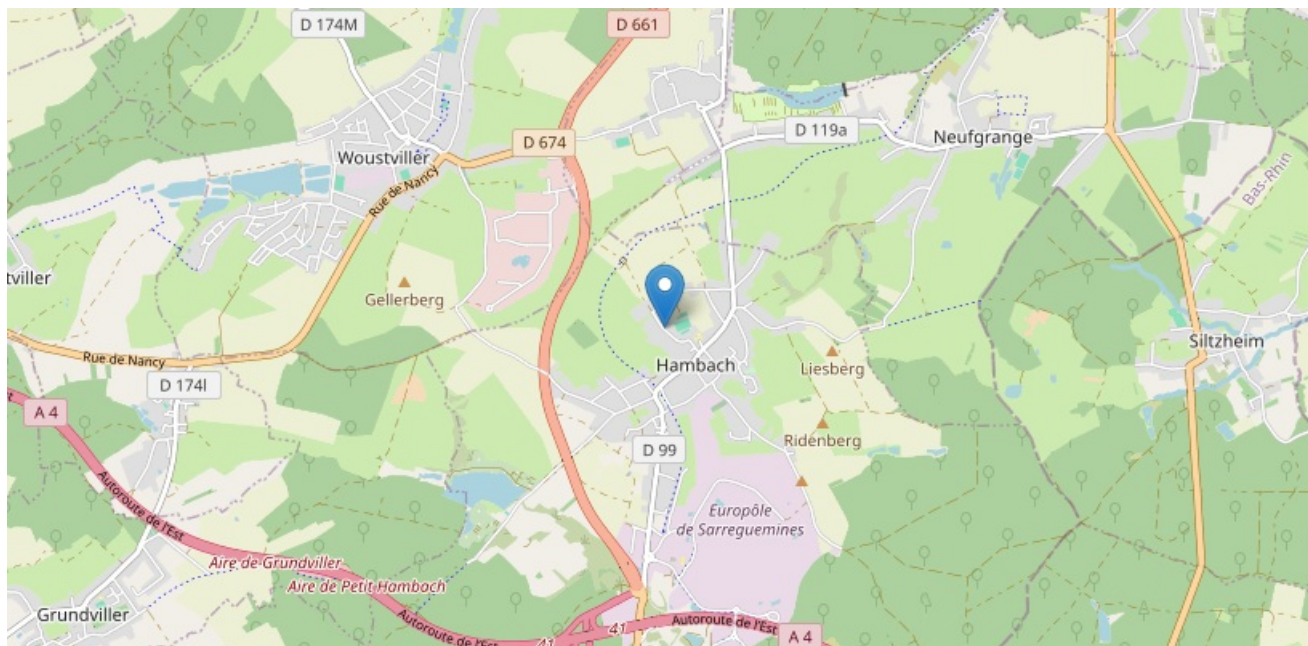 D 174M
D 661
D 674
D 119a
Neufgrange
Woustviller
Rue de Nancy
Bas-Rhin
tviller
Gellerberg
Siltzheim
Rue de Nancy
Hambach
Liesberg
D 174l
A 4
Ridenberg
D 99
Autoroute de l'Est
Europôle
de Sarreguemines
Aire de Grundviller
Aire de Petit Hambach
Grundviller
Autoroute de l'Est
41
41
Autoroute de l'Est
A 4